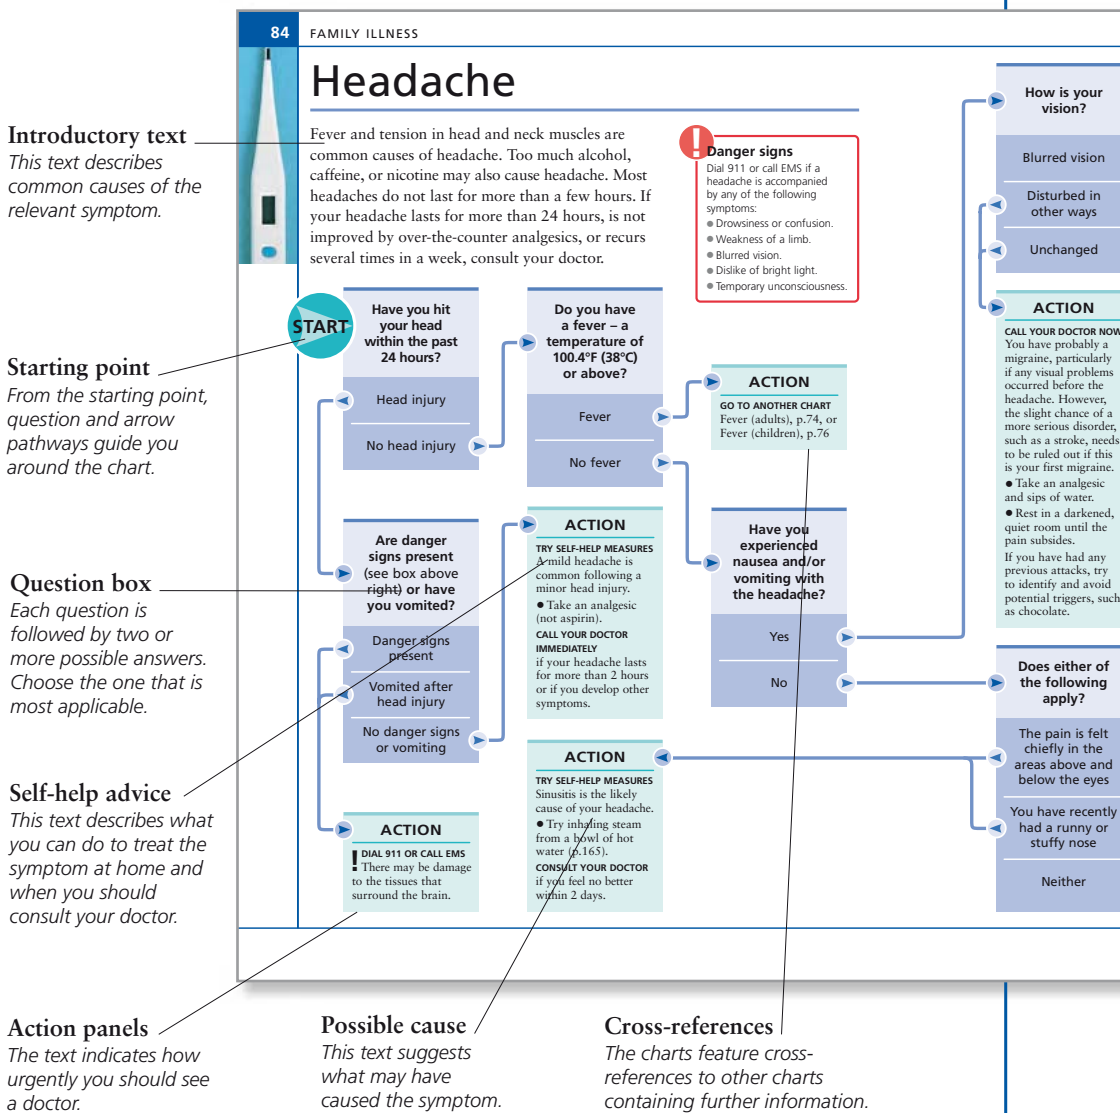 84 FAMILY ILLNESS
Headache
Fever and tension in head and neck muscles are
common causes of headache. Too much alcohol,
caffeine, or nicotine may also cause headache. Most
headaches do not last for more than a few hours. If
your headache lasts for more than 24 hours, is not
improved by over-the-counter analgesics, or recurs
several times in a week, consult your doctor.
!
Danger signs
Dial 911 or call EMS if a
headache is accompanied
by any of the following
symptoms:
● Drowsiness or confusion.
● Weakness of a limb.
● Blurred vision.
● Dislike of bright light.
● Temporary unconsciousness.
START
Have you hit
your head
within the past
24 hours?
Head injury
No head injury
Do you have
a fever – a
temperature of
100.4°F (38°C)
or above?
Fever
No fever
ACTION
GO TO ANOTHER CHART
Fever (adults), p.74, or
Fever (children), p.76
Are danger
signs present
(see box above
right) or have
you vomited?
Danger signs
present
Vomited after
head injury
No danger signs
or vomiting
ACTION
TRY SELF-HELP MEASURES
A mild headache is
common following a
minor head injury.
● Take an analgesic
(not aspirin).
CALL YOUR DOCTOR
IMMEDIATELY
if your headache lasts
for more than 2 hours
or if you develop other
symptoms.
Have you
experienced
nausea and/or
vomiting with
the headache?
Yes
No
ACTION
! DIAL 911 OR CALL EMS
There may be damage
to the tissues that
surround the brain.
ACTION
TRY SELF-HELP MEASURES
Sinusitis is the likely
cause of your headache.
● Try inhaling steam
from a bowl of hot
water (p.165).
CONSULT YOUR DOCTOR
if you feel no better
within 2 days.
How is your
vision?
Blurred vision
Disturbed in
other ways
Unchanged
ACTION
CALL YOUR DOCTOR NOW
You have probably a
migraine, particularly
if any visual problems
occurred before the
headache. However,
the slight chance of a
more serious disorder,
such as a stroke, needs
to be ruled out if this
is your first migraine.
● Take an analgesic
and sips of water.
● Rest in a darkened,
quiet room until the
pain subsides.
If you have had any
previous attacks, try
to identify and avoid
potential triggers, such
as chocolate.
Does either of
the following
apply?
The pain is felt
chiefly in the
areas above and
below the eyes
You have recently
had a runny or
stuffy nose
Neither
Introductory text
This text describes
common causes of the
relevant symptom.
Starting point
From the starting point,
question and arrow
pathways guide you
around the chart.
Question box
Each question is
followed by two or
more possible answers.
Choose the one that is
most applicable.
Self-help advice
This text describes what
you can do to treat the
symptom at home and
when you should
consult your doctor.
Action panels
The text indicates how
urgently you should see
a doctor.
Possible cause
This text suggests
what may have
caused the symptom.
Cross-references
The charts feature cross-
references to other charts
containing further information.